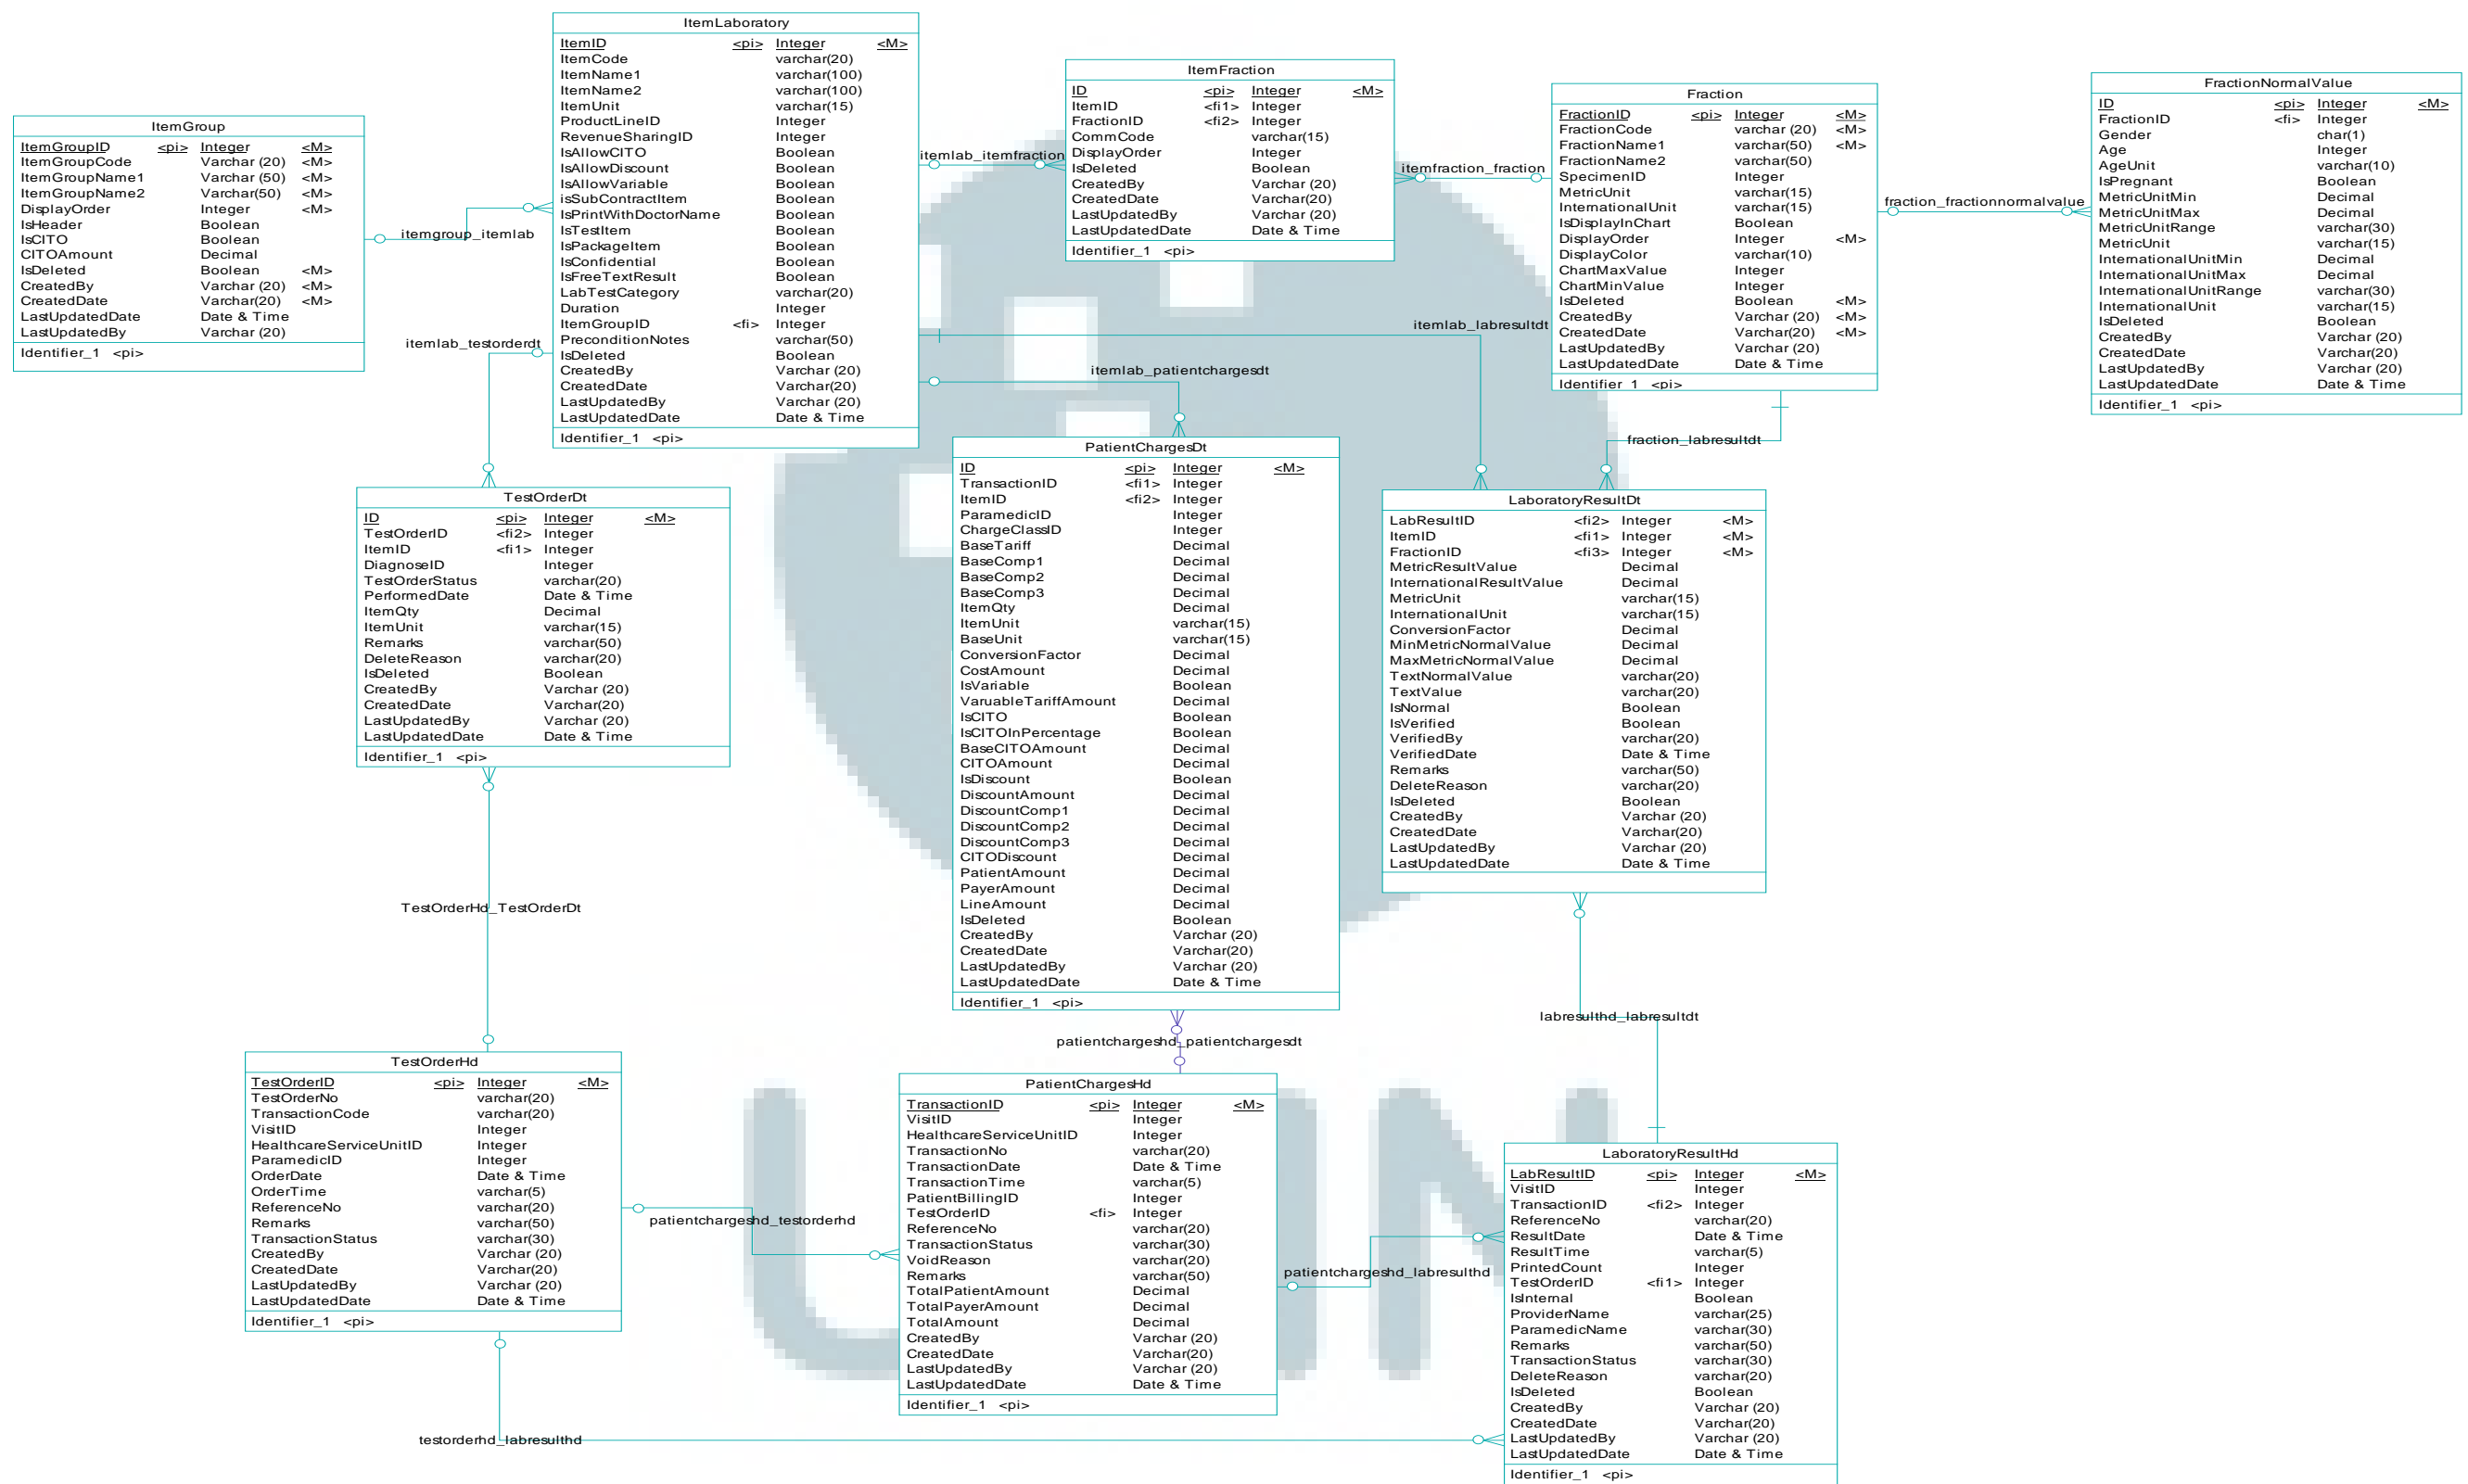 ItemLaboratory
ItemID <pi> Integer <M>
ItemCode varchar(20)
ItemName1 varchar(100)
ItemName2 varchar(100)
ItemUnit varchar(15)
ProductLineID Integer
RevenueSharingID Integer
IsAllowCITO Boolean
IsAllowDiscount Boolean
IsAllowVariable Boolean
isSubContractItem Boolean
IsPrintWithDoctorName Boolean
IsTestItem Boolean
IsPackageItem Boolean
IsConfidential Boolean
IsFreeTextResult Boolean
LabTestCategory varchar(20)
Duration Integer
ItemGroupID <fi> Integer
PreconditionNotes varchar(50)
IsDeleted Boolean
CreatedBy Varchar (20)
CreatedDate Varchar(20)
LastUpdatedBy Varchar (20)
LastUpdatedDate Date & Time
Identifier_1 <pi>
ItemFraction
ID <pi> Integer <M>
ItemID <fi1> Integer
FractionID <fi2> Integer
CommCode varchar(15)
DisplayOrder Integer
IsDeleted Boolean
CreatedBy Varchar (20)
CreatedDate Varchar(20)
LastUpdatedBy Varchar (20)
LastUpdatedDate Date & Time
Identifier_1 <pi>
Fraction
FractionID <pi> Integer <M>
FractionCode varchar (20) <M>
FractionName1 varchar(50) <M>
FractionName2 varchar(50)
SpecimenID Integer
MetricUnit varchar(15)
InternationalUnit varchar(15)
IsDisplayInChart Boolean
DisplayOrder Integer <M>
DisplayColor varchar(10)
ChartMaxValue Integer
ChartMinValue Integer
IsDeleted Boolean <M>
CreatedBy Varchar (20) <M>
CreatedDate Varchar(20) <M>
LastUpdatedBy Varchar (20)
LastUpdatedDate Date & Time
Identifier_1 <pi>
FractionNormalValue
ID <pi> Integer <M>
FractionID <fi> Integer
Gender char(1)
Age Integer
AgeUnit varchar(10)
IsPregnant Boolean
MetricUnitMin Decimal
MetricUnitMax Decimal
MetricUnitRange varchar(30)
MetricUnit varchar(15)
InternationalUnitMin Decimal
InternationalUnitMax Decimal
InternationalUnitRange varchar(30)
InternationalUnit varchar(15)
IsDeleted Boolean
CreatedBy Varchar (20)
CreatedDate Varchar(20)
LastUpdatedBy Varchar (20)
LastUpdatedDate Date & Time
Identifier_1 <pi>
ItemGroup
ItemGroupID <pi> Integer <M>
ItemGroupCode Varchar (20) <M>
ItemGroupName1 Varchar (50) <M>
ItemGroupName2 Varchar(50) <M>
DisplayOrder Integer <M>
IsHeader Boolean
IsCITO Boolean
CITOAmount Decimal
IsDeleted Boolean <M>
CreatedBy Varchar (20) <M>
CreatedDate Varchar(20) <M>
LastUpdatedDate Date & Time
LastUpdatedBy Varchar (20)
Identifier_1 <pi>
itemlab_itemfraction
itemfraction_fraction
fraction_fractionnormalvalue
itemgroup_itemlab
itemlab_labresultdt
itemlab_testorderdt
itemlab_patientchargesdt
fraction_labresultdt
TestOrderDt
ID <pi> Integer <M>
TestOrderID <fi2> Integer
ItemID <fi1> Integer
DiagnoseID Integer
TestOrderStatus varchar(20)
PerformedDate Date & Time
ItemQty Decimal
ItemUnit varchar(15)
Remarks varchar(50)
DeleteReason varchar(20)
IsDeleted Boolean
CreatedBy Varchar (20)
CreatedDate Varchar(20)
LastUpdatedBy Varchar (20)
LastUpdatedDate Date & Time
Identifier_1 <pi>
PatientChargesDt
ID <pi> Integer <M>
TransactionID <fi1> Integer
ItemID <fi2> Integer
ParamedicID Integer
ChargeClassID Integer
BaseTariff Decimal
BaseComp1 Decimal
BaseComp2 Decimal
BaseComp3 Decimal
ItemQty Decimal
ItemUnit varchar(15)
BaseUnit varchar(15)
ConversionFactor Decimal
CostAmount Decimal
IsVariable Boolean
VaruableTariffAmount Decimal
IsCITO Boolean
IsCITOInPercentage Boolean
BaseCITOAmount Decimal
CITOAmount Decimal
IsDiscount Boolean
DiscountAmount Decimal
DiscountComp1 Decimal
DiscountComp2 Decimal
DiscountComp3 Decimal
CITODiscount Decimal
PatientAmount Decimal
PayerAmount Decimal
LineAmount Decimal
IsDeleted Boolean
CreatedBy Varchar (20)
CreatedDate Varchar(20)
LastUpdatedBy Varchar (20)
LastUpdatedDate Date & Time
Identifier_1 <pi>
LaboratoryResultDt
LabResultID <fi2> Integer <M>
ItemID <fi1> Integer <M>
FractionID <fi3> Integer <M>
MetricResultValue Decimal
InternationalResultValue Decimal
MetricUnit varchar(15)
InternationalUnit varchar(15)
ConversionFactor Decimal
MinMetricNormalValue Decimal
MaxMetricNormalValue Decimal
TextNormalValue varchar(20)
TextValue varchar(20)
IsNormal Boolean
IsVerified Boolean
VerifiedBy varchar(20)
VerifiedDate Date & Time
Remarks varchar(50)
DeleteReason varchar(20)
IsDeleted Boolean
CreatedBy Varchar (20)
CreatedDate Varchar(20)
LastUpdatedBy Varchar (20)
LastUpdatedDate Date & Time
TestOrderHd_TestOrderDt
labresulthd_labresultdt
patientchargeshd_patientchargesdt
TestOrderHd
TestOrderID <pi> Integer <M>
TestOrderNo varchar(20)
TransactionCode varchar(20)
VisitID Integer
HealthcareServiceUnitID Integer
ParamedicID Integer
OrderDate Date & Time
OrderTime varchar(5)
ReferenceNo varchar(20)
Remarks varchar(50)
TransactionStatus varchar(30)
CreatedBy Varchar (20)
CreatedDate Varchar(20)
LastUpdatedBy Varchar (20)
LastUpdatedDate Date & Time
Identifier_1 <pi>
PatientChargesHd
TransactionID <pi> Integer <M>
VisitID Integer
HealthcareServiceUnitID Integer
TransactionNo varchar(20)
TransactionDate Date & Time
TransactionTime varchar(5)
PatientBillingID Integer
TestOrderID <fi> Integer
ReferenceNo varchar(20)
TransactionStatus varchar(30)
VoidReason varchar(20)
Remarks varchar(50)
TotalPatientAmount Decimal
TotalPayerAmount Decimal
TotalAmount Decimal
CreatedBy Varchar (20)
CreatedDate Varchar(20)
LastUpdatedBy Varchar (20)
LastUpdatedDate Date & Time
Identifier_1 <pi>
LaboratoryResultHd
LabResultID <pi> Integer <M>
VisitID Integer
TransactionID <fi2> Integer
ReferenceNo varchar(20)
ResultDate Date & Time
ResultTime varchar(5)
PrintedCount Integer
TestOrderID <fi1> Integer
IsInternal Boolean
ProviderName varchar(25)
ParamedicName varchar(30)
Remarks varchar(50)
TransactionStatus varchar(30)
DeleteReason varchar(20)
IsDeleted Boolean
CreatedBy Varchar (20)
CreatedDate Varchar(20)
LastUpdatedBy Varchar (20)
LastUpdatedDate Date & Time
Identifier_1 <pi>
patientchargeshd_testorderhd
patientchargeshd_labresulthd
testorderhd_labresulthd